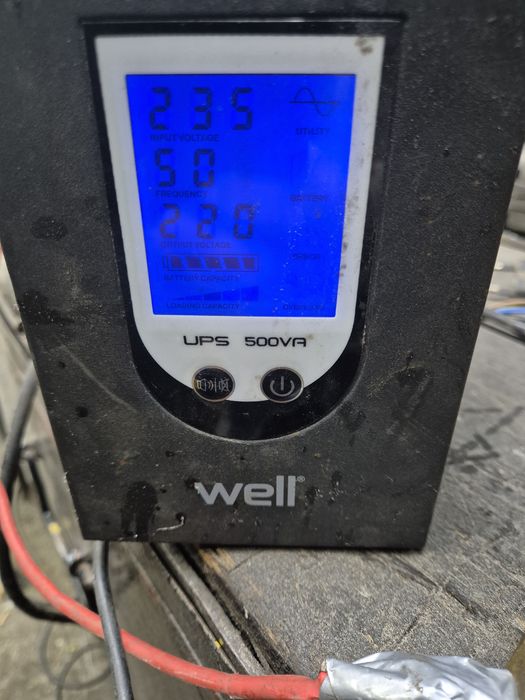 235
INPUT VOLTAGE
UTILITY
50
FREQUENCY
BATTERY
220
OUTPUT VOLTAGE
BATTERY CAPACITY
LOADING CAPACITY
UPS 500VA
well®